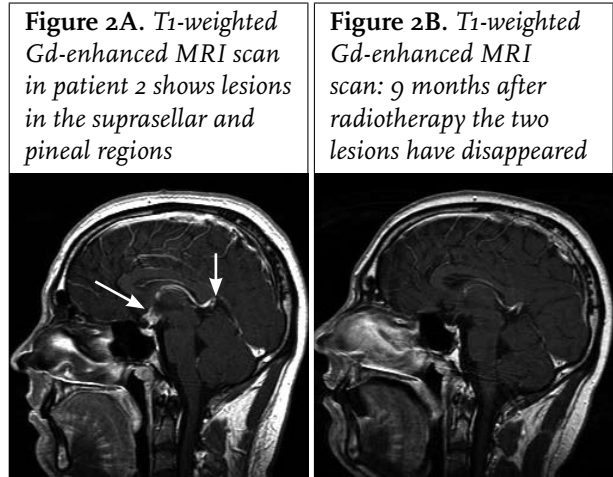 Figure 2A. T1-weighted
Gd-enhanced MRI scan
in patient 2 shows lesions
in the suprasellar and
pineal regions
Figure 2B. T1-weighted
Gd-enhanced MRI
scan: 9 months after
radiotherapy the two
lesions have disappeared